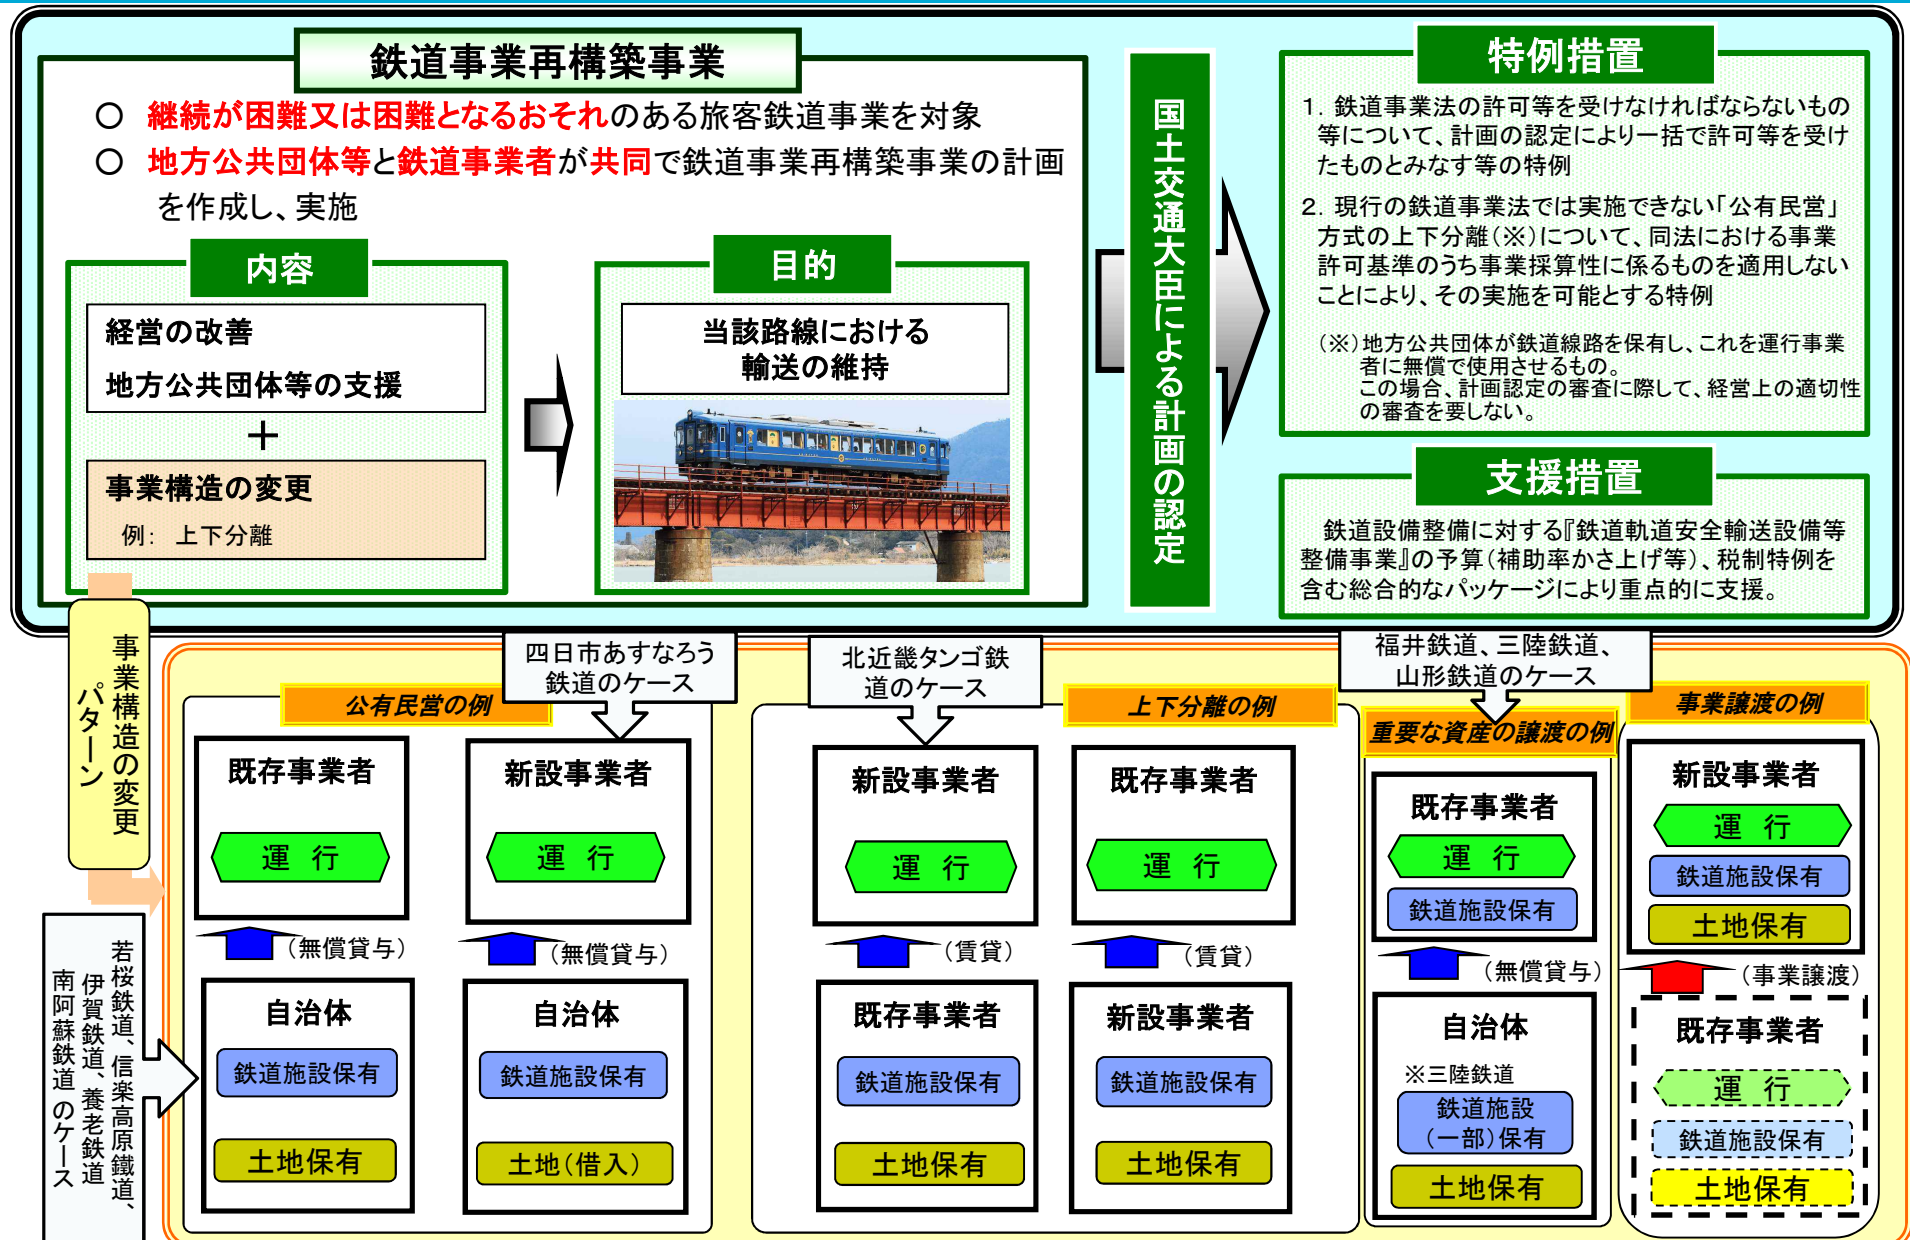 鉄道事業再構築事業
○ 継続が困難又は困難となるおそれのある旅客鉄道事業を対象
○ 地方公共団体等と鉄道事業者が共同で鉄道事業再構築事業の計画
を作成し、実施
内容
経営の改善
地方公共団体等の支援
＋
事業構造の変更
例： 上下分離
目的
当該路線における
輸送の維持
国土交通大臣による計画の認定
特例措置
１．鉄道事業法の許可等を受けなければならないもの
等について、計画の認定により一括で許可等を受け
たものとみなす等の特例
２．現行の鉄道事業法では実施できない「公有民営」
方式の上下分離（※）について、同法における事業
許可基準のうち事業採算性に係るものを適用しない
ことにより、その実施を可能とする特例
（※）地方公共団体が鉄道線路を保有し、これを運行事業
者に無償で使用させるもの。
この場合、計画認定の審査に際して、経営上の適切性
の審査を要しない。
支援措置
鉄道設備整備に対する『鉄道軌道安全輸送設備等
整備事業』の予算（補助率かさ上げ等）、税制特例を
含む総合的なパッケージにより重点的に支援。
事業構造の変更
パターン
若桜鉄道、信楽高原鐵道、
伊賀鉄道、養老鉄道
南阿蘇鉄道のケース
公有民営の例
四日市あすなろう
鉄道のケース
既存事業者
運 行
（無償貸与）
自治体
鉄道施設保有
土地保有
新設事業者
運 行
（無償貸与）
自治体
鉄道施設保有
土地（借入）
北近畿タンゴ鉄
道のケース
上下分離の例
新設事業者
運 行
（賃貸）
既存事業者
鉄道施設保有
土地保有
既存事業者
運 行
（賃貸）
新設事業者
鉄道施設保有
土地保有
福井鉄道、三陸鉄道、
山形鉄道のケース
重要な資産の譲渡の例
既存事業者
運 行
鉄道施設保有
（無償貸与）
自治体
※三陸鉄道
鉄道施設
（一部）保有
土地保有
事業譲渡の例
新設事業者
運 行
鉄道施設保有
土地保有
（事業譲渡）
既存事業者
運 行
鉄道施設保有
土地保有